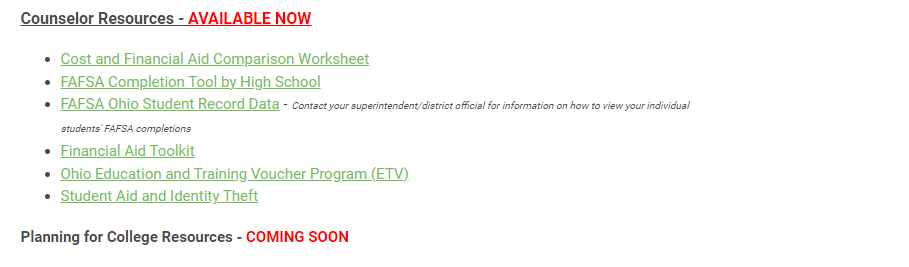 Counselor Resources - AVAILABLE NOW
Cost and Financial Aid Comparison Worksheet
FAFSA Completion Tool by High School
FAFSA Ohio Student Record Data - Contact your superintendent/district official for information on how to view your individual
students' FAFSA completions
Financial Aid Toolkit
Ohio Education and Training Voucher Program (ETV)
Student Aid and Identity Theft
Planning for College Resources - COMING SOON